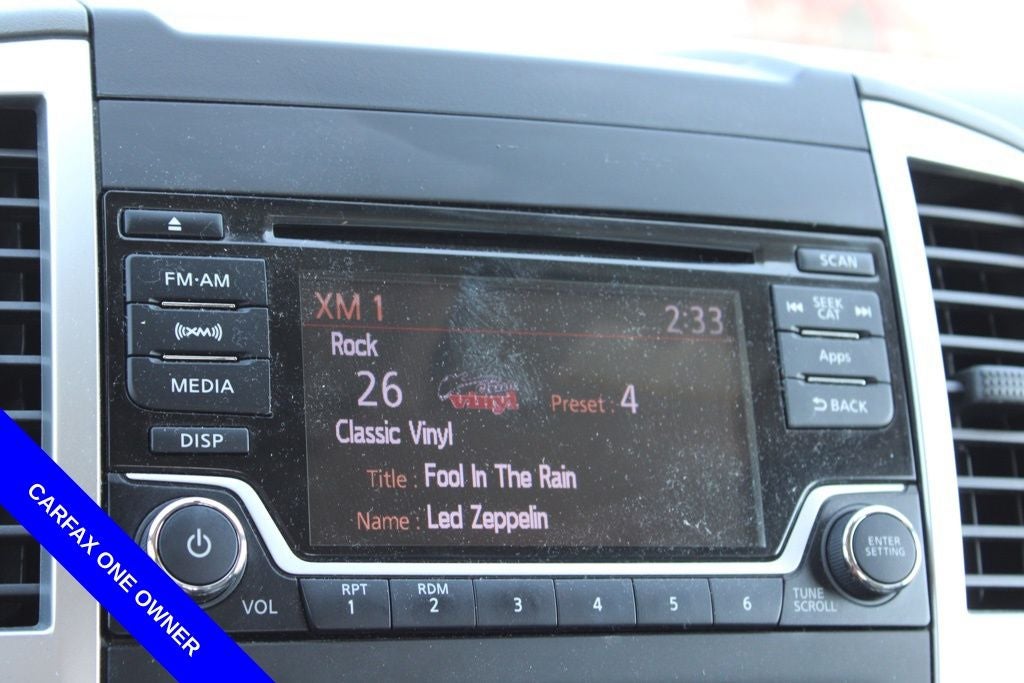 SCAN
FM·AM
SEEK
CAT
XM
Apps
MEDIA
BACK
DISP
XM 1
2:33
Rock
26
vinyl
Preset : 4
Classic Vinyl
Title : Fool In The Rain
Name : Led Zeppelin
ENTER
SETTING
VOL
RPT
1
RDM
2
3
4
5
6
TUNE
SCROLL
CARFAX ONE OWNER